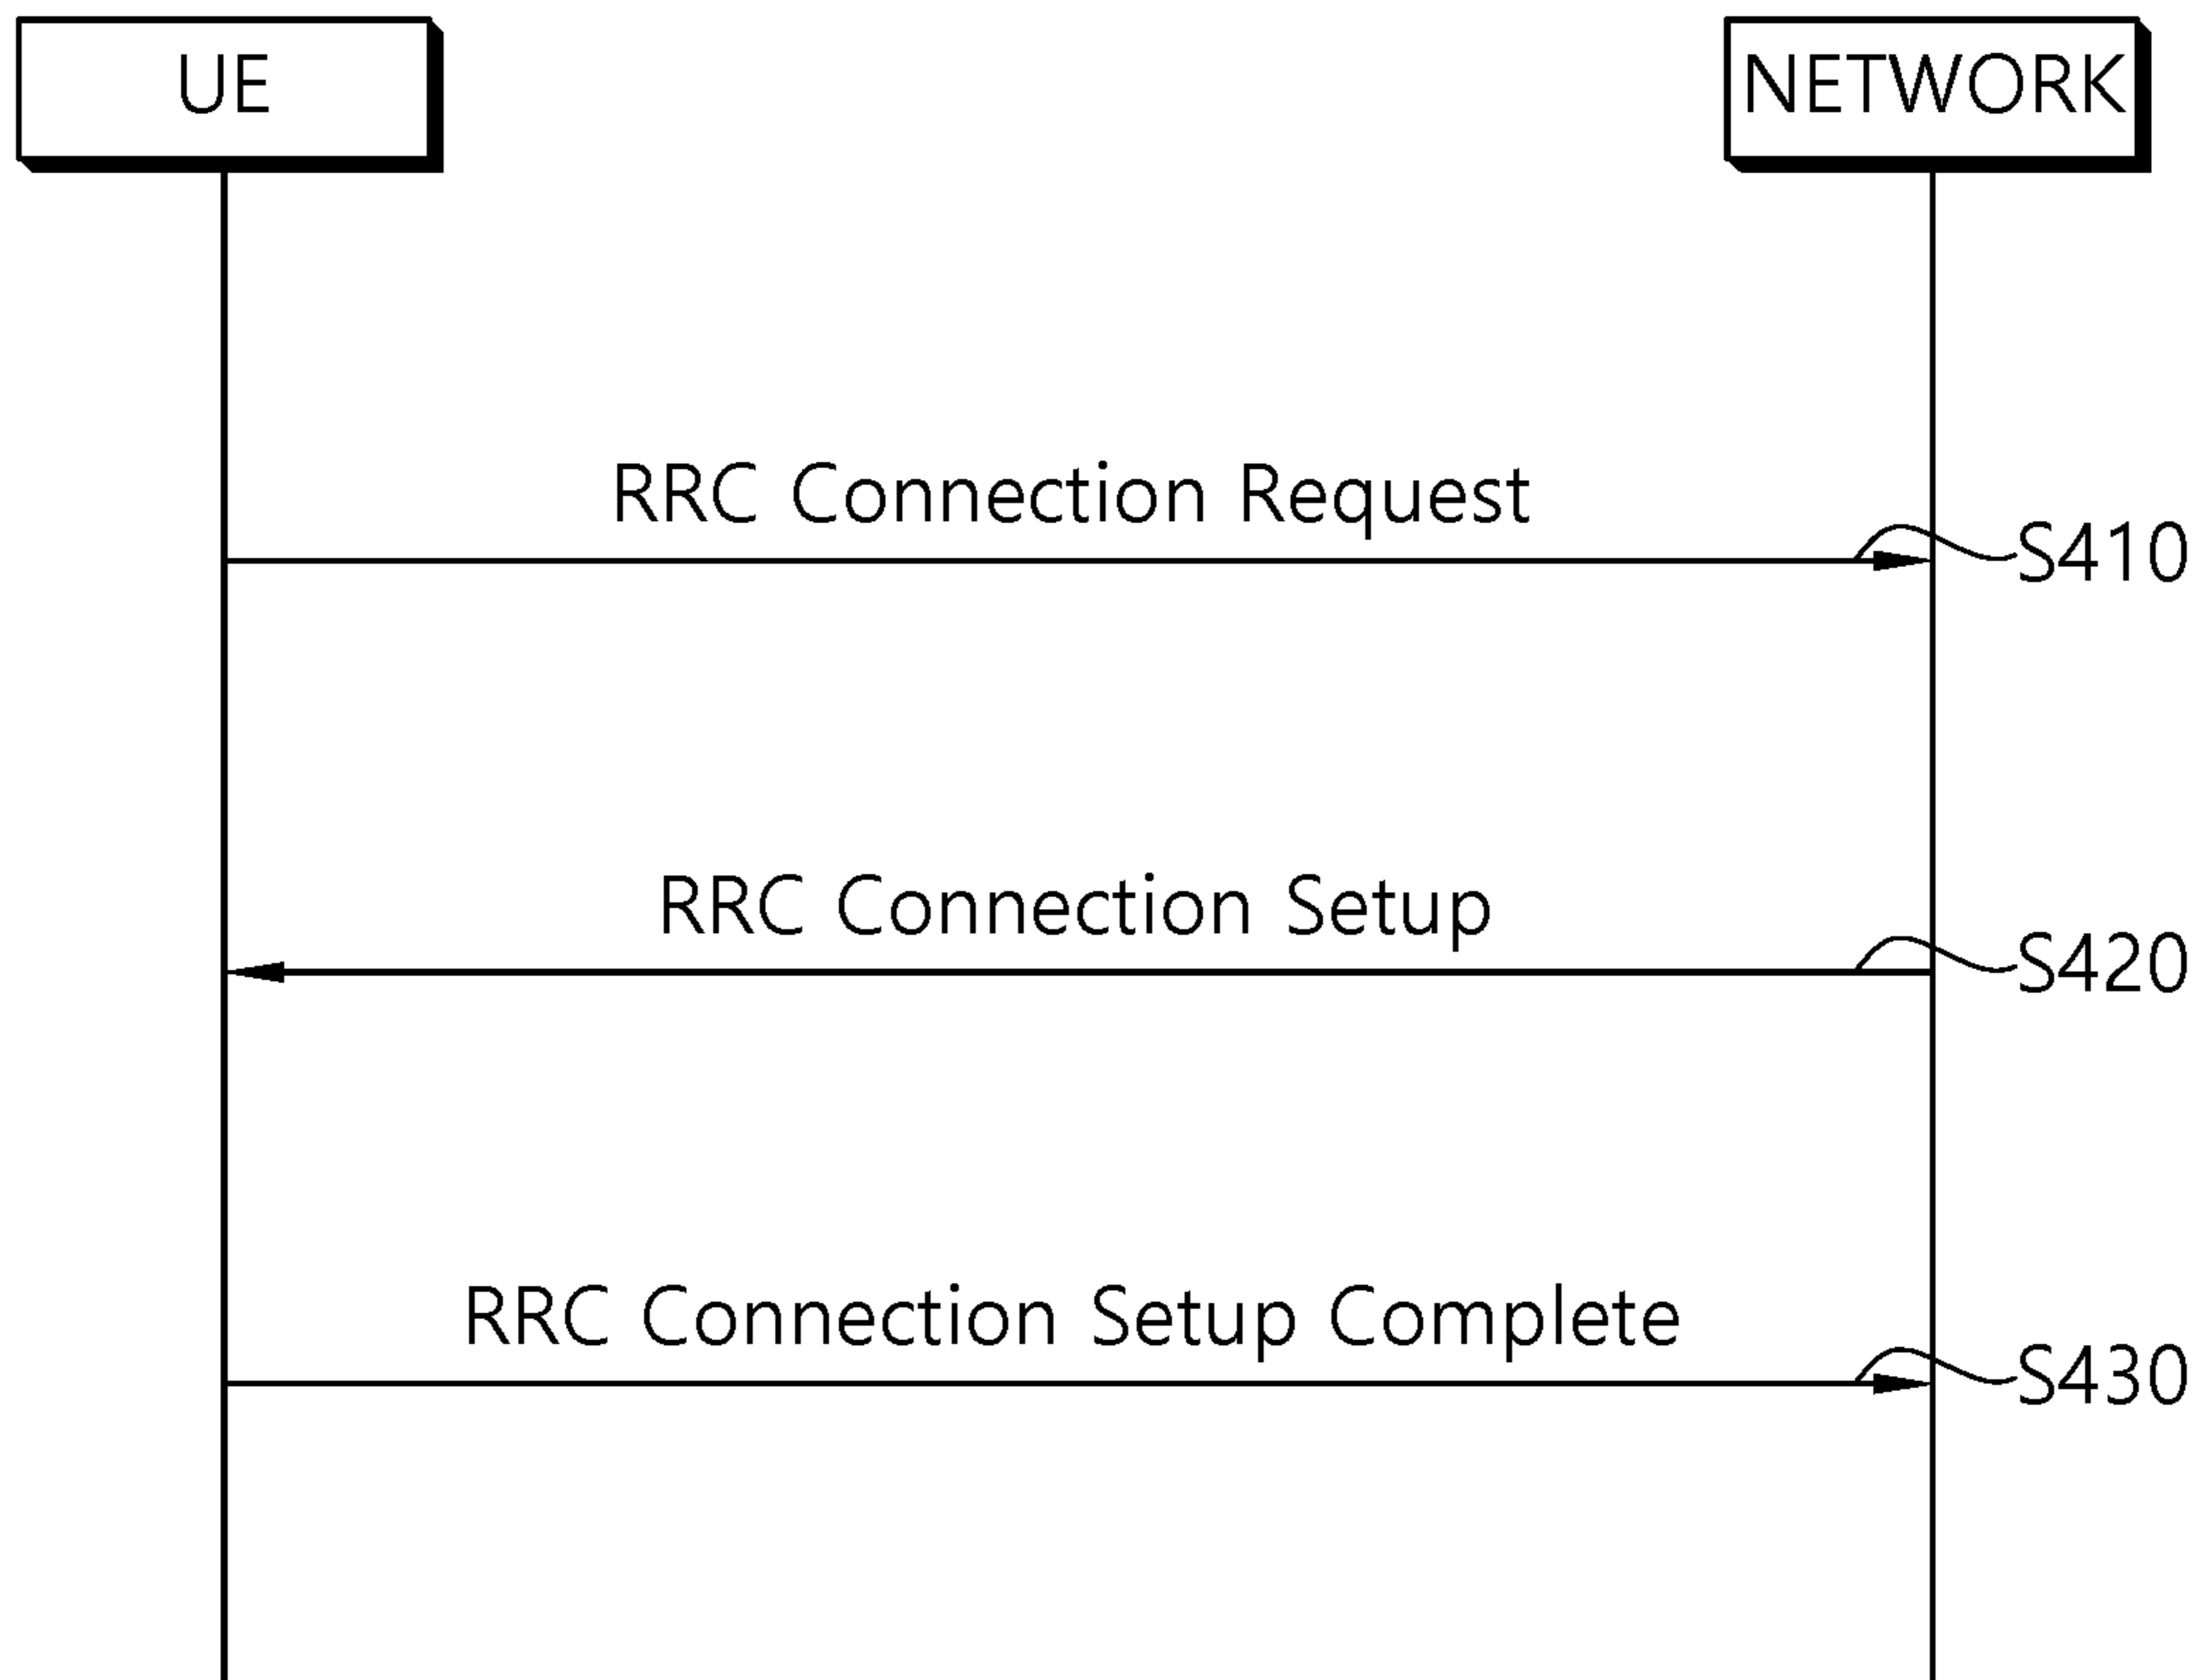 UE
NETWORK
RRC Connection Request
S410
RRC Connection Setup
S420
RRC Connection Setup Complete
S430